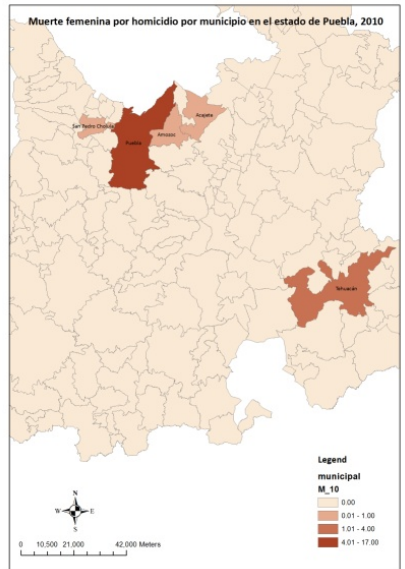 Muerte femenina por homicidio por municipio en el estado de Puebla, 2010
Acajete
San Pedro Cholula
Puebla
Amozoc
Tehuacán
Legend
municipal
M_10
0.00
0.01 - 1.00
1.01 - 4.00
4.01 - 17.00
N
W E
S
0 10,500 21,000 42,000 Meters